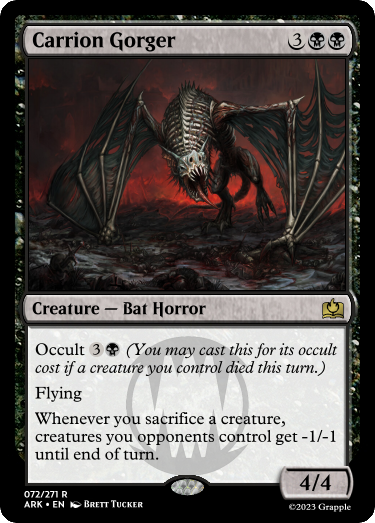 Carrion Gorger 3
Creature — Bat Horror
Occult 3 (You may cast this for its occult
cost if a creature you control died this turn.)
Flying
Whenever you sacrifice a creature,
creatures you opponents control get -1/-1
until end of turn.
4/4
072/271 R
ARK • EN Brett Tucker
©2023 Grapple